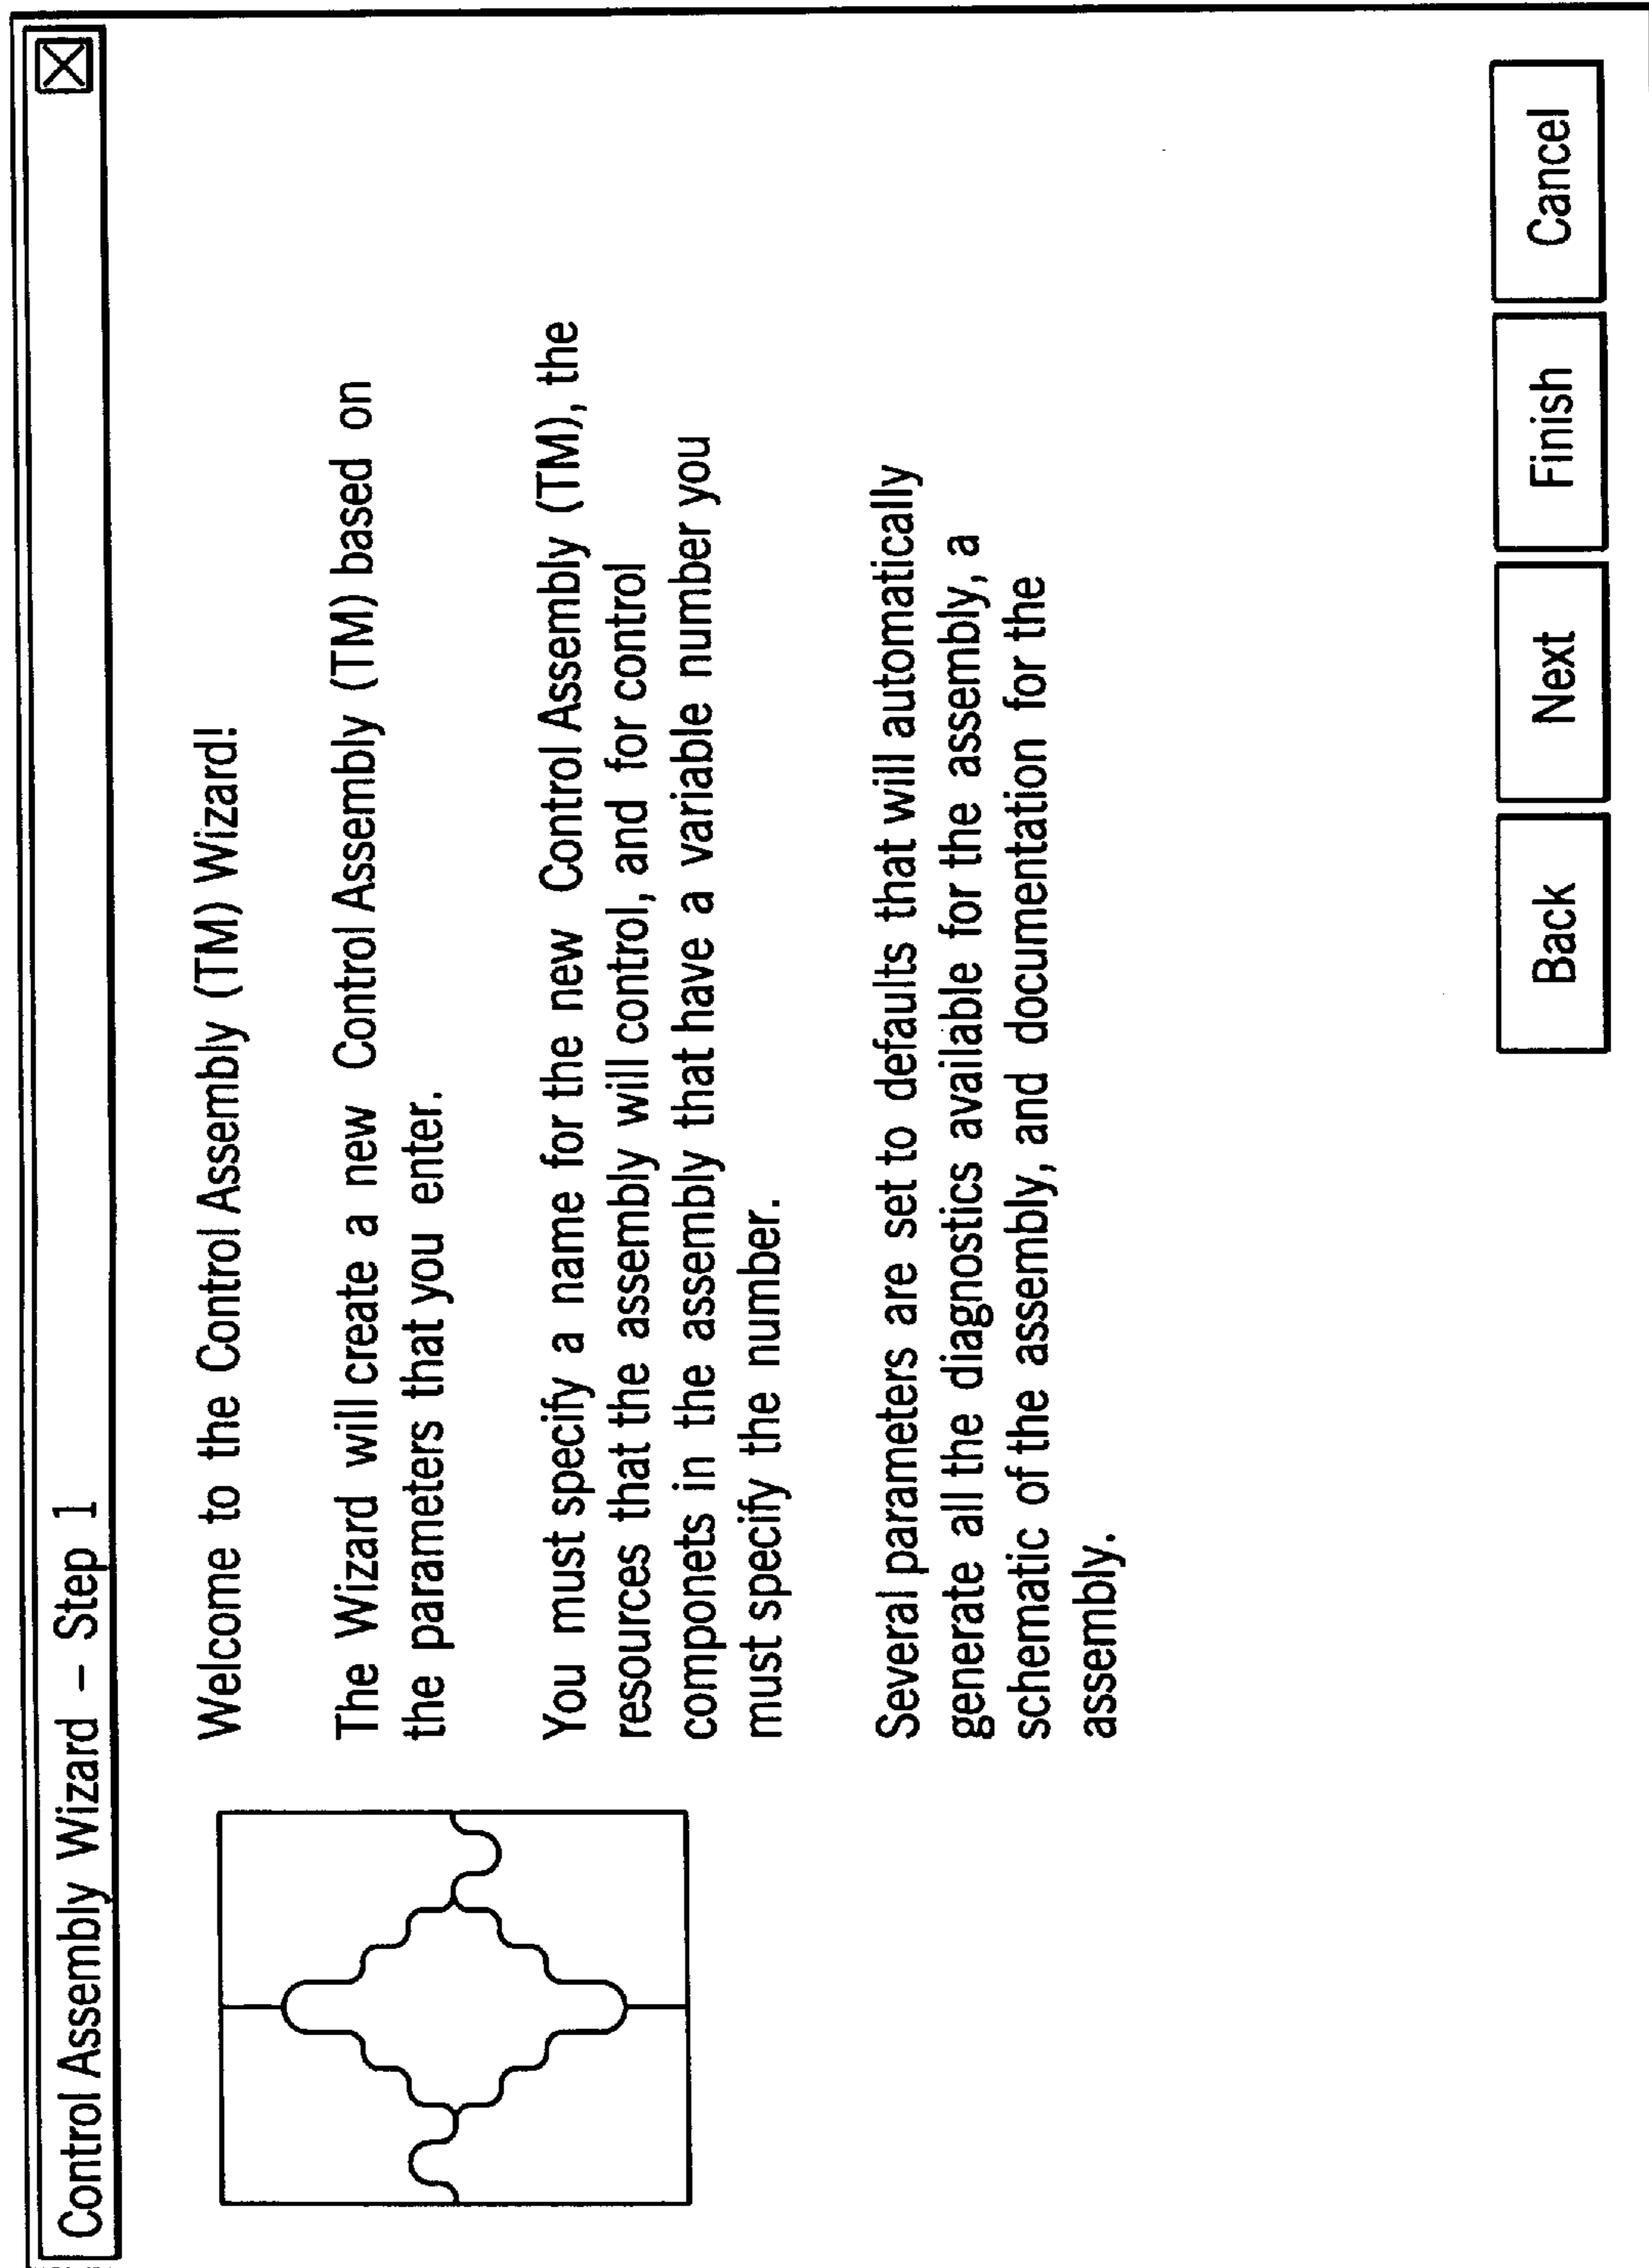 Control Assembly Wizard – Step 1
Welcome to the Control Assembly (TM) Wizard!
The Wizard will create a new Control Assembly (TM) based on
the parameters that you enter.
You must specify a name for the new Control Assembly (TM), the
resources that the assembly will control, and for control
componets in the assembly that have a variable number you
must specify the number.
Several parameters are set to defaults that will automatically
generate all the diagnostics available for the assembly, a
schematic of the assembly, and documentation for the
assembly.
Back Next Finish Cancel